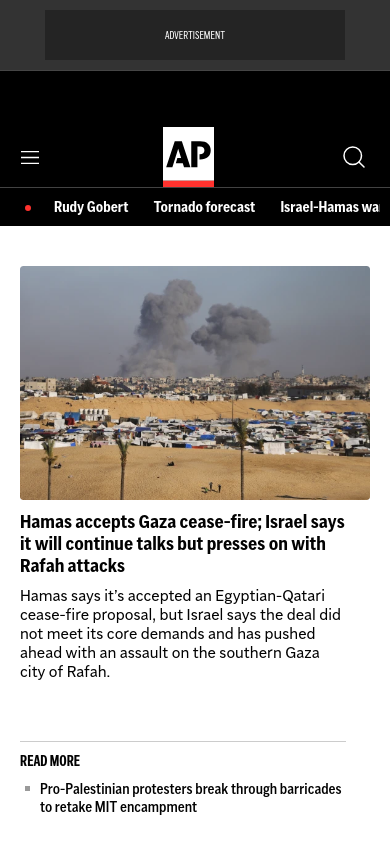 ADVERTISEMENT
AP
Rudy Gobert Tornado forecast Israel-Hamas wa
Hamas accepts Gaza cease-fire; Israel says
it will continue talks but presses on with
Rafah attacks
Hamas says it’s accepted an Egyptian-Qatari
cease-fire proposal, but Israel says the deal did
not meet its core demands and has pushed
ahead with an assault on the southern Gaza
city of Rafah.
READ MORE
Pro-Palestinian protesters break through barricades
to retake MIT encampment